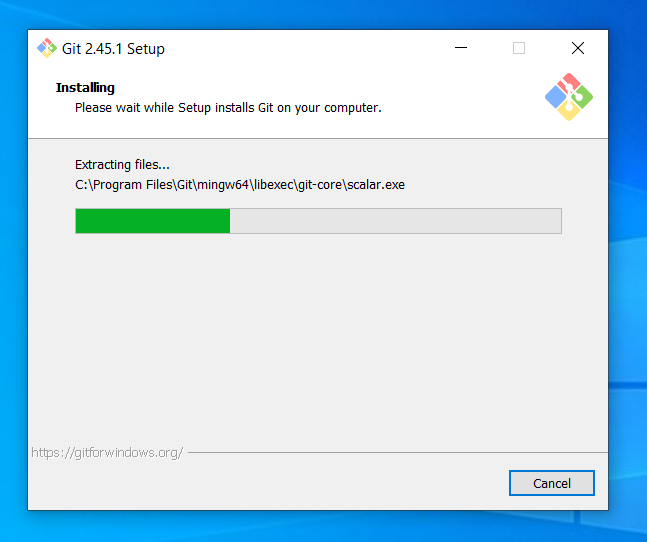 Git 2.45.1 Setup
Installing
Please wait while Setup installs Git on your computer.
Extracting files...
C:\Program Files\Git\mingw64\libexec\git-core\scalar.exe
https://gitforwindows.org/
Cancel